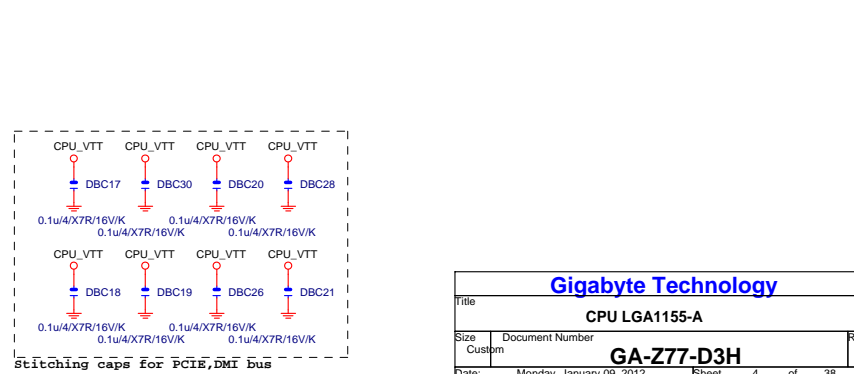 CPU_VTT CPU_VTT CPU_VTT CPU_VTT
DBC17 DBC30 DBC20 DBC28
0.1u/4/X7R/16V/K 0.1u/4/X7R/16V/K
0.1u/4/X7R/16V/K 0.1u/4/X7R/16V/K
CPU_VTT CPU_VTT CPU_VTT CPU_VTT
DBC18 DBC19 DBC26 DBC21
0.1u/4/X7R/16V/K 0.1u/4/X7R/16V/K
0.1u/4/X7R/16V/K 0.1u/4/X7R/16V/K
Stitching caps for PCIE,DMI bus
Gigabyte Technology
Title
CPU LGA1155-A
Size Document Number R
Custom
GA-Z77-D3H
Date: Monday, January 09, 2012 Sheet 4 of 38